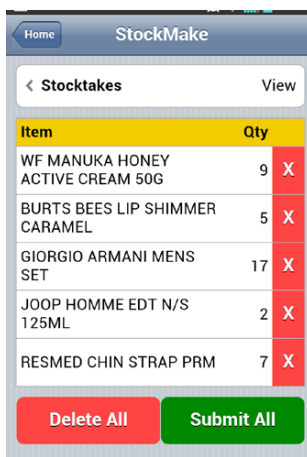 Home
StockMake
Stocktakes
View
Item Qty
WF MANUKA HONEY
ACTIVE CREAM 50G
9 X
BURTS BEES LIP SHIMMER
CARAMEL
5 X
GIORGIO ARMANI MENS
SET
17 X
JOOP HOMME EDT N/S
125ML
2 X
RESMED CHIN STRAP PRM 7 X
Delete All
Submit All